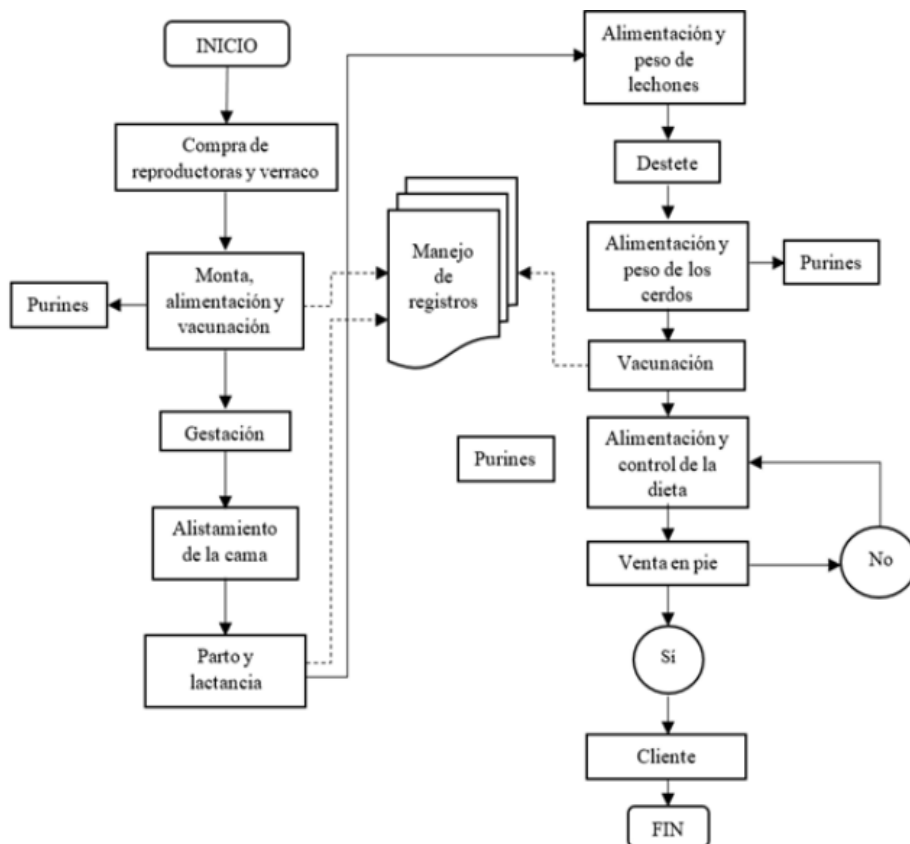 INICIO
Compra de
reproductoras y verraco
Monta,
alimentación y
vacunación
Purines
Gestación
Alistamiento
de la cama
Parto y
lactancia
Manejo
de
registros
Alimentación y
peso de
lechones
Destete
Alimentación y
peso de los
cerdos
Purines
Vacunación
Alimentación y
control de la
dieta
Purines
Venta en pie
No
Sí
Cliente
FIN